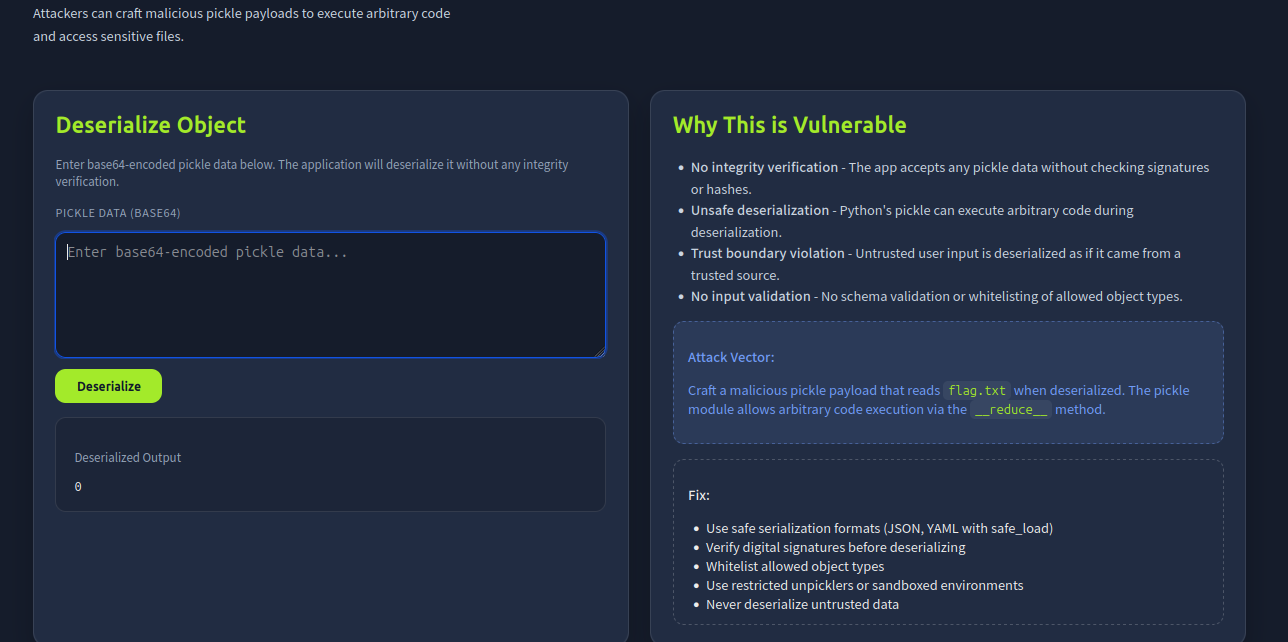 Attackers can craft malicious pickle payloads to execute arbitrary code
and access sensitive files.
Deserialize Object
Enter base64-encoded pickle data below. The application will deserialize it without any integrity
verification.
PICKLE DATA (BASE64)
Enter base64-encoded pickle data...
Deserialize
Deserialized Output
0
Why This is Vulnerable
• No integrity verification - The app accepts any pickle data without checking signatures
or hashes.
• Unsafe deserialization - Python's pickle can execute arbitrary code during
deserialization.
• Trust boundary violation - Untrusted user input is deserialized as if it came from a
trusted source.
• No input validation - No schema validation or whitelisting of allowed object types.
Attack Vector:
Craft a malicious pickle payload that reads flag.txt when deserialized. The pickle
module allows arbitrary code execution via the __reduce__ method.
Fix:
• Use safe serialization formats (JSON, YAML with safe_load)
• Verify digital signatures before deserializing
• Whitelist allowed object types
• Use restricted unpicklers or sandboxed environments
• Never deserialize untrusted data